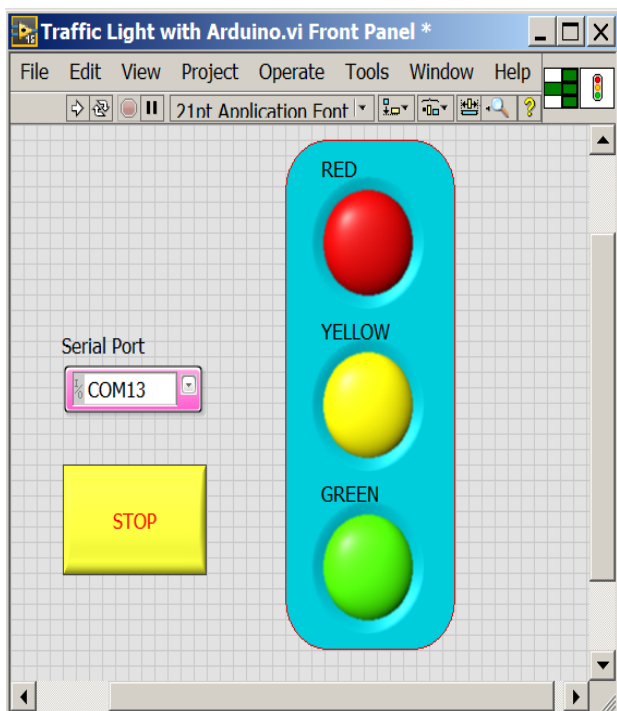 Traffic Light with Arduino.vi Front Panel *
File Edit View Project Operate Tools Window Help
21pt Application Font
RED
YELLOW
Serial Port
COM13
GREEN
STOP